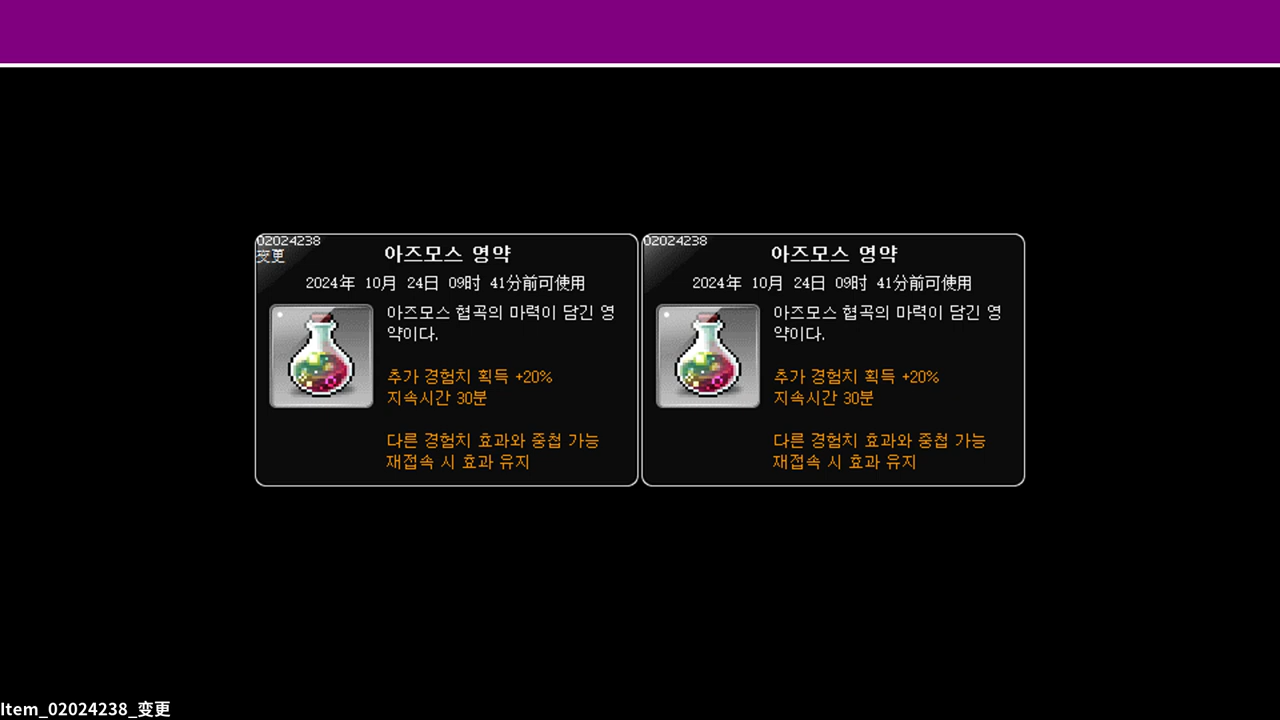 02024238
变更
아즈모스 영약
2024年 10月 24日 09时 41分前可使用
아즈모스 협곡의 마력이 담긴 영
약이다.
추가 경험치 획득 +20%
지속시간 30분
다른 경험치 효과와 중첩 가능
재접속 시 효과 유지
02024238
아즈모스 영약
2024年 10月 24日 09时 41分前可使用
아즈모스 협곡의 마력이 담긴 영
약이다.
추가 경험치 획득 +20%
지속시간 30분
다른 경험치 효과와 중첩 가능
재접속 시 효과 유지
Item_02024238_变更